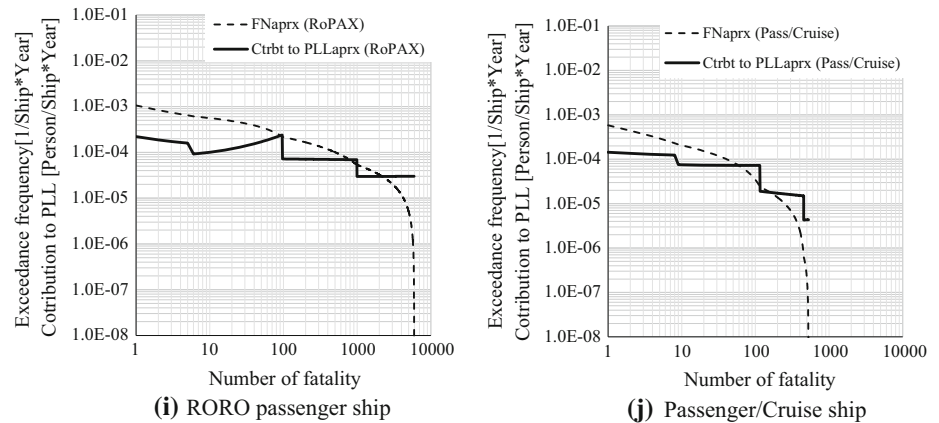 Exceedance frequency[1/Ship*Year]
Cotribution to PLL [Person/Ship*Year]
1.0E-01
1.0E-02
1.0E-03
1.0E-04
1.0E-05
1.0E-06
1.0E-07
1.0E-08
FNaprx (RoPAX)
Ctrbt to PLLaprx (RoPAX)
1 10 100 1000 10000
Number of fatality
(i) RORO passenger ship
Exceedance frequency[1/Ship*Year]
Cotribution to PLL [Person/Ship*Year]
1.0E-01
1.0E-02
1.0E-03
1.0E-04
1.0E-05
1.0E-06
1.0E-07
1.0E-08
FNaprx (Pass/Cruise)
Ctrbt to PLLaprx (Pass/Cruise)
1 10 100 1000 10000
Number of fatality
(j) Passenger/Cruise ship